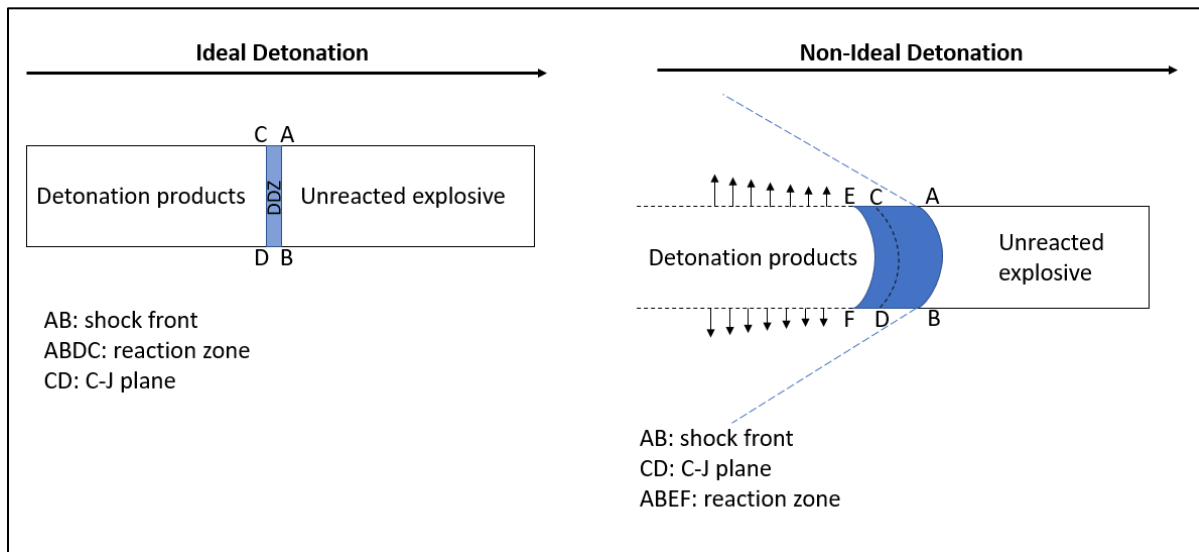 Ideal Detonation
C A
Detonation products
DDZ
Unreacted explosive
D B
AB: shock front
ABDC: reaction zone
CD: C-J plane
Non-Ideal Detonation
E C A
Detonation products
Unreacted
explosive
F D B
AB: shock front
CD: C-J plane
ABEF: reaction zone